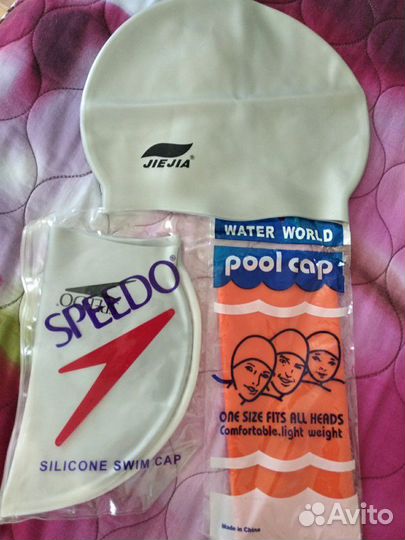 JIEJIA®
WATER WORLD
pool cap
SPEEDO®
SILICONE SWIM CAP
ONE SIZE FITS ALL HEADS
Comfortable.light weight
Made in China
Avito